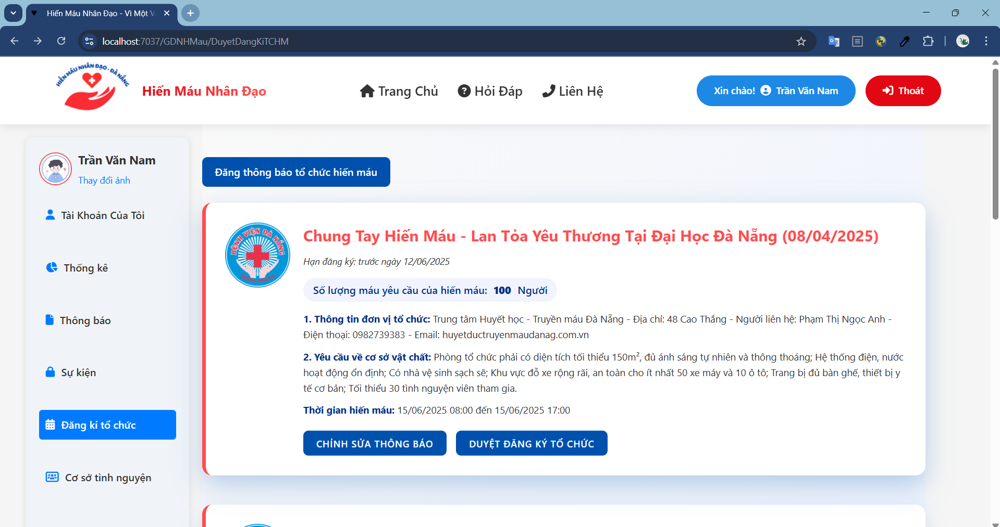 Hiến Máu Nhân Đạo - Vì Một V
localhost:7037/GDNHMau/DuyetDangKiTCHM
HIẾN MÁU NHÂN ĐẠO - ĐÀ NẴNG
Hiến Máu Nhân Đạo
Trang Chủ
Hỏi Đáp
Liên Hệ
Xin chào! Trần Văn Nam
Thoát
Trần Văn Nam
Thay đổi ảnh
Tài Khoản Của Tôi
Thống kê
Thông báo
Sự kiện
Đăng kí tổ chức
Cơ sở tình nguyện
Đăng thông báo tổ chức hiến máu
BỆNH VIỆN ĐÀ NẴNG
Chung Tay Hiến Máu - Lan Tỏa Yêu Thương Tại Đại Học Đà Nẵng (08/04/2025)
Hạn đăng ký: trước ngày 12/06/2025
Số lượng máu yêu cầu của hiến máu: 100 Người
1. Thông tin đơn vị tổ chức: Trung tâm Huyết học - Truyền máu Đà Nẵng - Địa chỉ: 48 Cao Thắng - Người liên hệ: Phạm Thị Ngọc Anh -
Điện thoại: 0982739383 - Email: huyetductruyenmaudanag.com.vn
2. Yêu cầu về cơ sở vật chất: Phòng tổ chức phải có diện tích tối thiểu 150m², đủ ánh sáng tự nhiên và thông thoáng; Hệ thống điện, nước
hoạt động ổn định; Có nhà vệ sinh sạch sẽ; Khu vực đỗ xe rộng rãi, an toàn cho ít nhất 50 xe máy và 10 ô tô; Trang bị đủ bàn ghế, thiết bị y
tế cơ bản; Tối thiểu 30 tình nguyện viên tham gia.
Thời gian hiến máu: 15/06/2025 08:00 đến 15/06/2025 17:00
CHỈNH SỬA THÔNG BÁO
DUYỆT ĐĂNG KÝ TỔ CHỨC